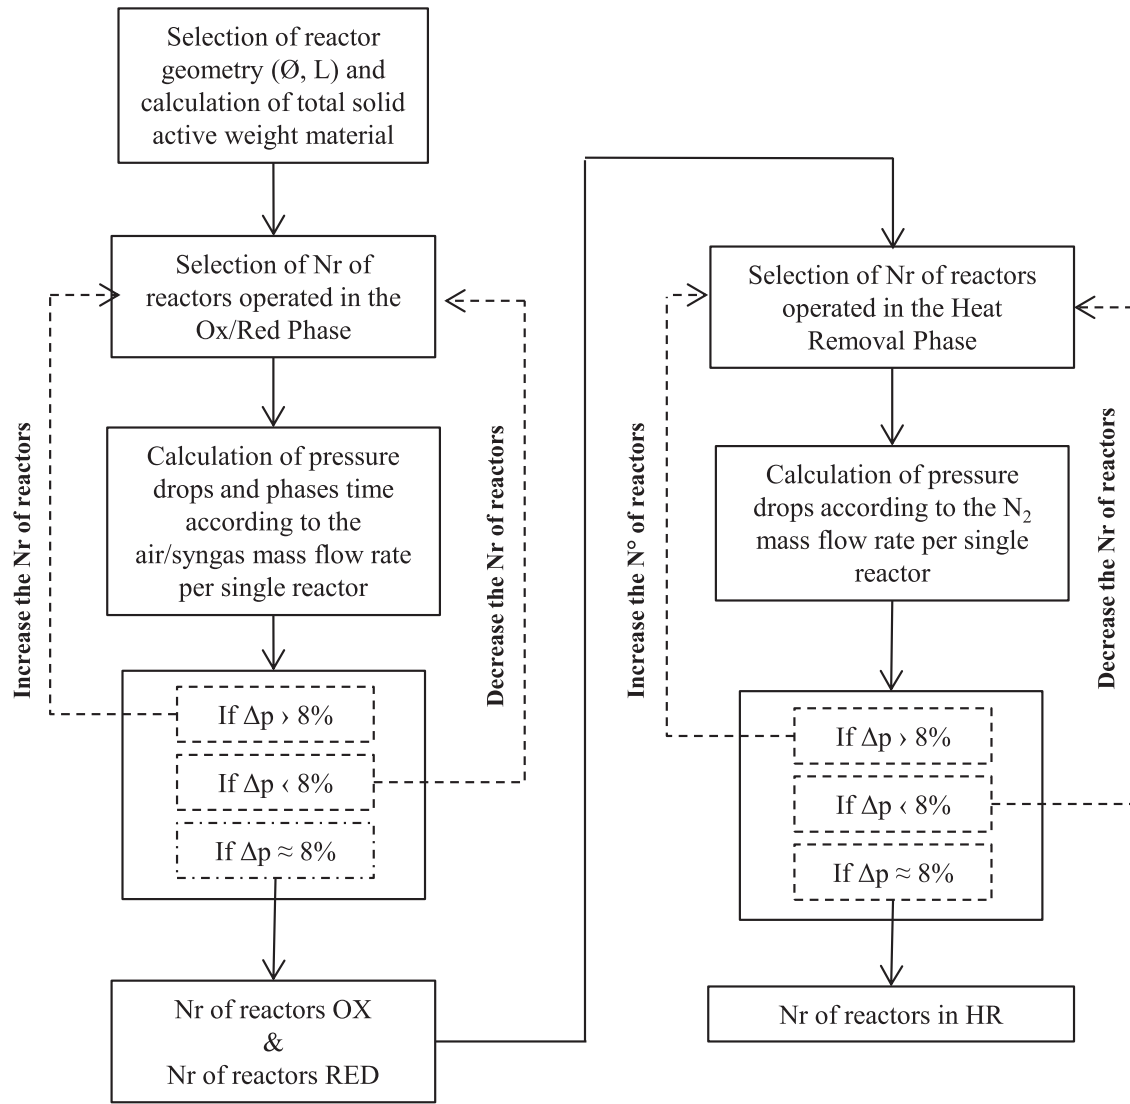 Selection of reactor
geometry (Ø, L) and
calculation of total solid
active weight material
Selection of Nr of
reactors operated in the
Ox/Red Phase
Increase the Nr of reactors
Decrease the Nr of reactors
Calculation of pressure
drops and phases time
according to the
air/syngas mass flow rate
per single reactor
If Δp › 8%
If Δp ‹ 8%
If Δp ≈ 8%
Nr of reactors OX
&
Nr of reactors RED
Selection of Nr of reactors
operated in the Heat
Removal Phase
Increase the N° of reactors
Decrease the Nr of reactors
Calculation of pressure
drops according to the N₂
mass flow rate per single
reactor
If Δp › 8%
If Δp ‹ 8%
If Δp ≈ 8%
Nr of reactors in HR